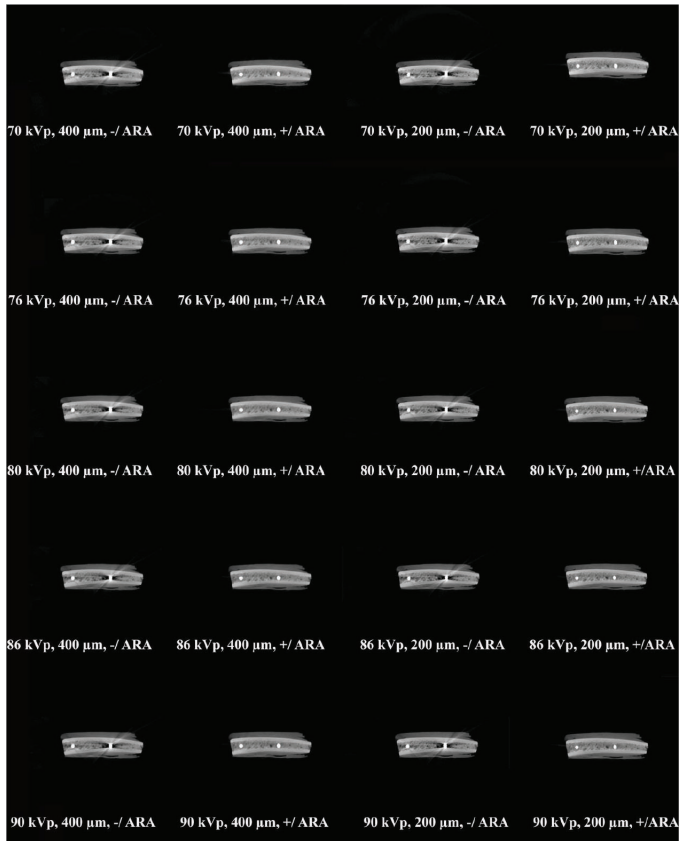 70 kVp, 400 µm, -/ ARA 70 kVp, 400 µm, +/ ARA 70 kVp, 200 µm, -/ ARA 70 kVp, 200 µm, +/ ARA
76 kVp, 400 µm, -/ ARA 76 kVp, 400 µm, +/ ARA 76 kVp, 200 µm, -/ ARA 76 kVp, 200 µm, +/ ARA
80 kVp, 400 µm, -/ ARA 80 kVp, 400 µm, +/ ARA 80 kVp, 200 µm, -/ ARA 80 kVp, 200 µm, +/ARA
86 kVp, 400 µm, -/ ARA 86 kVp, 400 µm, +/ ARA 86 kVp, 200 µm, -/ ARA 86 kVp, 200 µm, +/ARA
90 kVp, 400 µm, -/ ARA 90 kVp, 400 µm, +/ ARA 90 kVp, 200 µm, -/ ARA 90 kVp, 200 µm, +/ARA